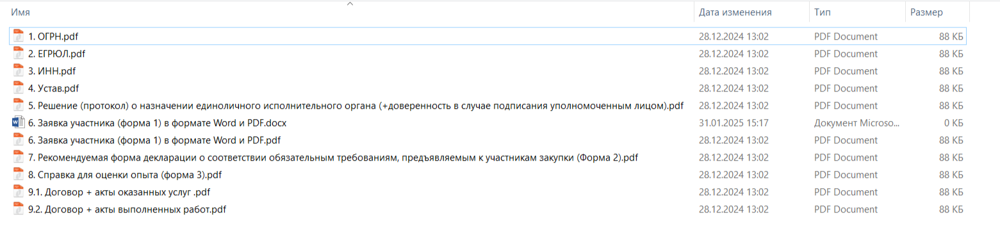 Имя Дата изменения Тип Размер
1. ОГРН.pdf 28.12.2024 13:02 PDF Document 88 КБ
2. ЕГРЮЛ.pdf 28.12.2024 13:02 PDF Document 88 КБ
3. ИНН.pdf 28.12.2024 13:02 PDF Document 88 КБ
4. Устав.pdf 28.12.2024 13:02 PDF Document 88 КБ
5. Решение (протокол) о назначении единоличного исполнительного органа (+доверенность в случае подписания уполномоченным лицом).pdf 28.12.2024 13:02 PDF Document 88 КБ
6. Заявка участника (форма 1) в формате Word и PDF.docx 31.01.2025 15:17 Документ Microso... 0 КБ
6. Заявка участника (форма 1) в формате Word и PDF.pdf 28.12.2024 13:02 PDF Document 88 КБ
7. Рекомендуемая форма декларации о соответствии обязательным требованиям, предъявляемым к участникам закупки (Форма 2).pdf 28.12.2024 13:02 PDF Document 88 КБ
8. Справка для оценки опыта (форма 3).pdf 28.12.2024 13:02 PDF Document 88 КБ
9.1. Договор + акты оказанных услуг .pdf 28.12.2024 13:02 PDF Document 88 КБ
9.2. Договор + акты выполненных работ.pdf 28.12.2024 13:02 PDF Document 88 КБ